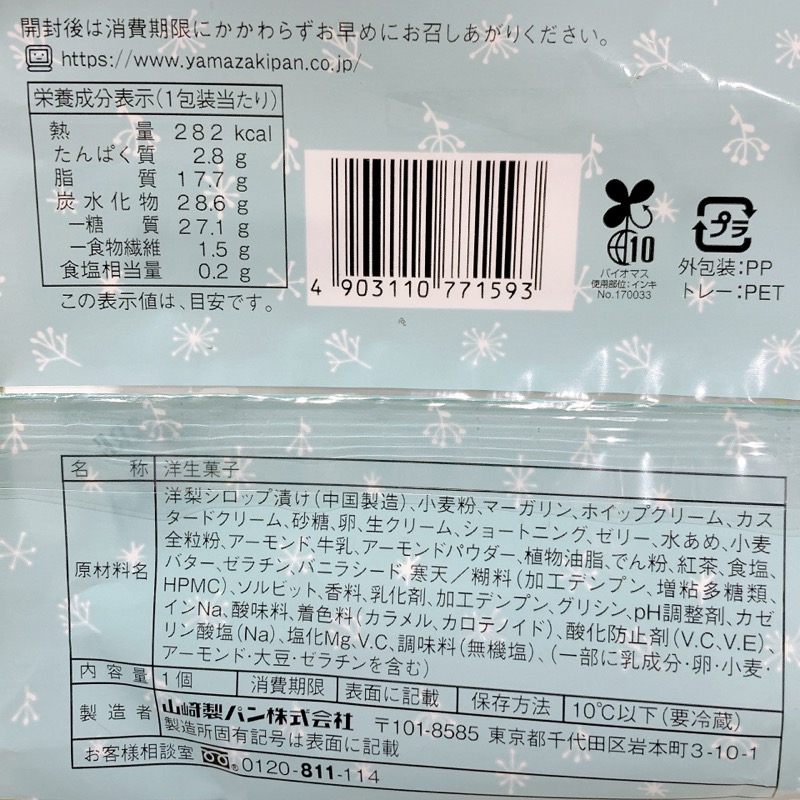 開封後は消費期限にかかわらずお早めにお召しあがりください。
https://www.yamazakipan.co.jp/
栄養成分表示(1包装当たり)
熱量 282 kcal
たんぱく質 2.8 g
脂質 17.7 g
炭水化物 28.6 g
ー糖質 27.1 g
ー食物繊維 1.5 g
食塩相当量 0.2 g
この表示値は、目安です。
4 903110 771593
10
バイオマス
使用部位:インキ
No.170033
プラ
外包装:PP
トレー:PET
名称 洋生菓子
原材料名
洋梨シロップ漬け(中国製造)、小麦粉、マーガリン、ホイップクリーム、カス
タードクリーム、砂糖、卵、生クリーム、ショートニング、ゼリー、水あめ、小麦
全粒粉、アーモンド、牛乳、アーモンドパウダー、植物油脂、でん粉、紅茶、食塩、
バター、ゼラチン、バニラシード、寒天/糊料(加工デンプン、増粘多糖類、
HPMC)、ソルビット、香料、乳化剤、加工デンプン、グリシン、pH調整剤、カゼ
インNa、酸味料、着色料(カラメル、カロテノイド)、酸化防止剤(V.C、V.E)、
リン酸塩(Na)、塩化Mg、V.C、調味料(無機塩)、(一部に乳成分・卵・小麦・
アーモンド・大豆・ゼラチンを含む)
内容量 1個 消費期限 表面に記載 保存方法 10℃以下(要冷蔵)
製造者 山崎製パン株式会社 〒101-8585 東京都千代田区岩本町3-10-1
製造所固有記号は表面に記載
お客様相談室 0120-811-114